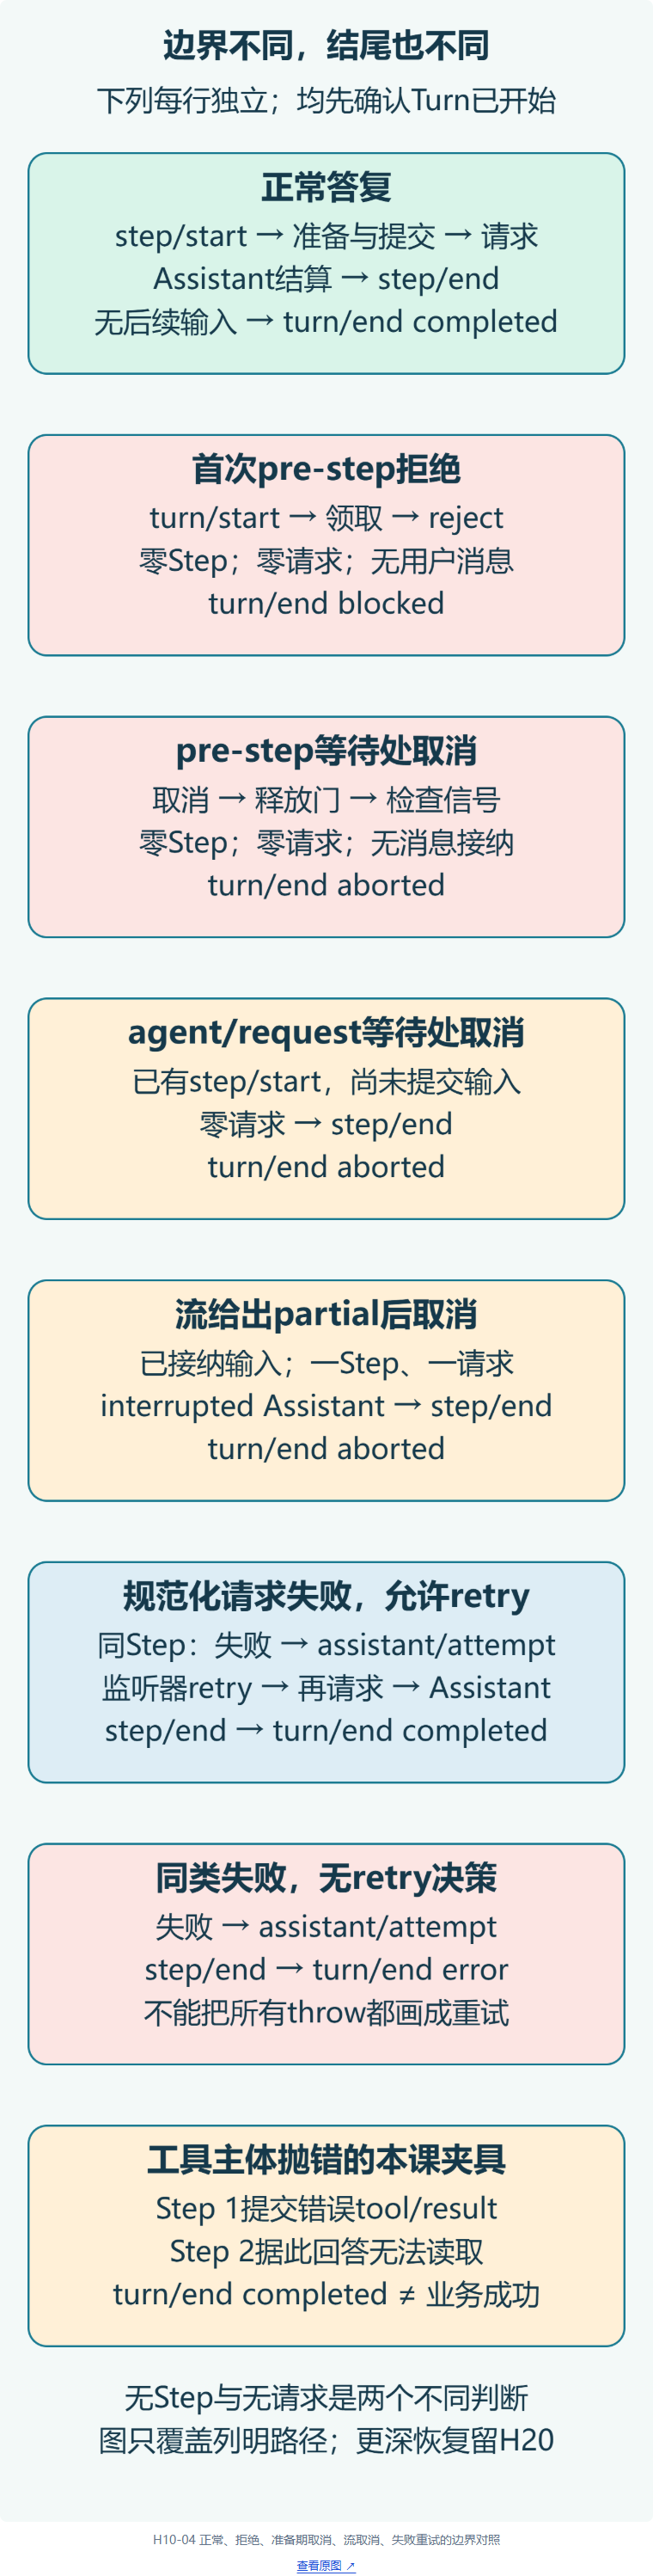 边界不同，结尾也不同
下列每行独立；均先确认Turn已开始
正常答复
step/start → 准备与提交 → 请求
Assistant结算 → step/end
无后续输入 → turn/end completed
首次pre-step拒绝
turn/start → 领取 → reject
零Step；零请求；无用户消息
turn/end blocked
pre-step等待处取消
取消 → 释放门 → 检查信号
零Step；零请求；无消息接纳
turn/end aborted
agent/request等待处取消
已有step/start，尚未提交输入
零请求 → step/end
turn/end aborted
流给出partial后取消
已接纳输入；一Step、一请求
interrupted Assistant → step/end
turn/end aborted
规范化请求失败，允许retry
同Step：失败 → assistant/attempt
监听器retry → 再请求 → Assistant
step/end → turn/end completed
同类失败，无retry决策
失败 → assistant/attempt
step/end → turn/end error
不能把所有throw都画成重试
工具主体抛错的本课夹具
Step 1提交错误tool/result
Step 2据此回答无法读取
turn/end completed ≠ 业务成功
无Step与无请求是两个不同判断
图只覆盖列明路径；更深恢复留H20
H10-04 正常、拒绝、准备期取消、流取消、失败重试的边界对照
查看原图 ↗